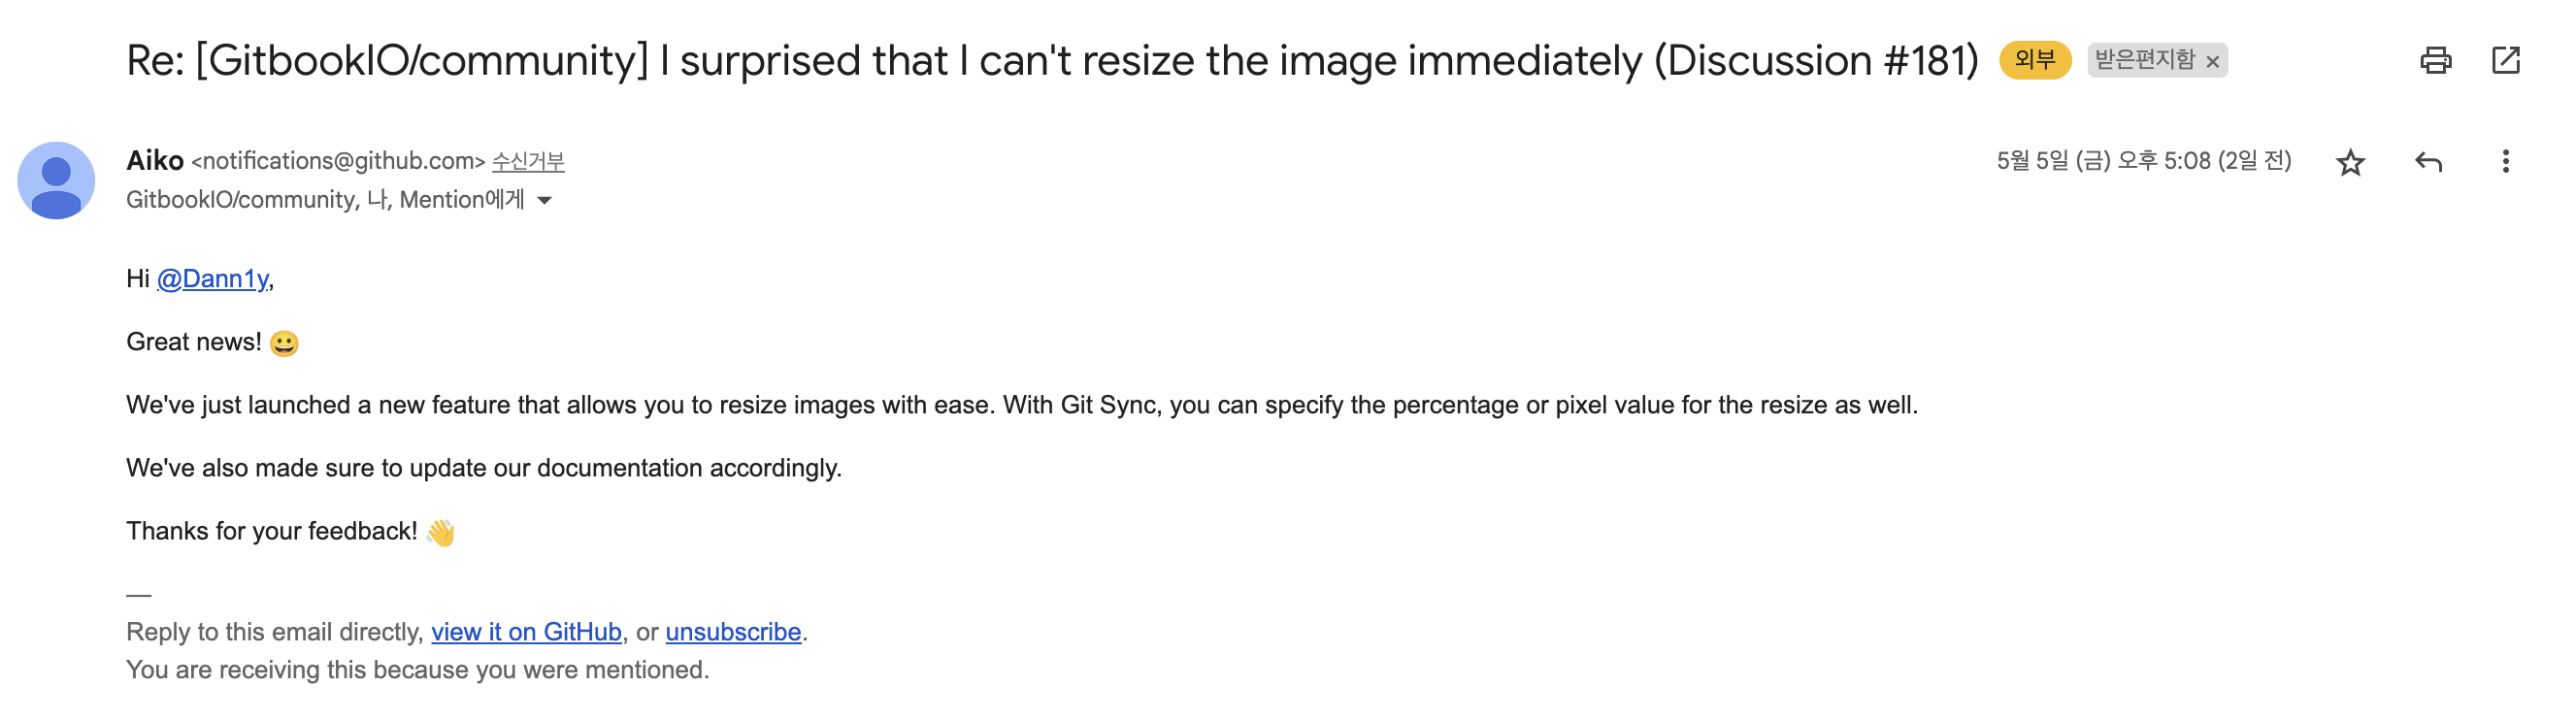 Re: [GitbookIO/community] I surprised that I can't resize the image immediately (Discussion #181) 외부 받은편지함 ×
Aiko <notifications@github.com> 수신거부 5월 5일 (금) 오후 5:08 (2일 전)
GitbookIO/community, 나, Mention에게
Hi @Dann1y,
Great news! 😀
We've just launched a new feature that allows you to resize images with ease. With Git Sync, you can specify the percentage or pixel value for the resize as well.
We've also made sure to update our documentation accordingly.
Thanks for your feedback! 👋
—
Reply to this email directly, view it on GitHub, or unsubscribe.
You are receiving this because you were mentioned.